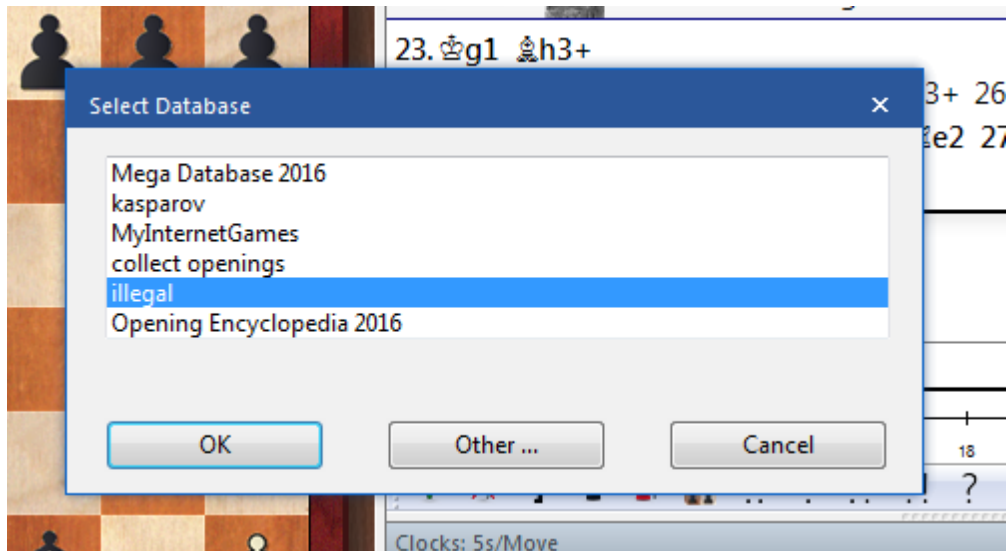 23.♔g1 ♗h3+
3+ 26
e2 27
Select Database
Mega Database 2016
kasparov
MyInternetGames
collect openings
illegal
Opening Encyclopedia 2016
OK
Other ...
Cancel
18
?
Clocks: 5s/Move